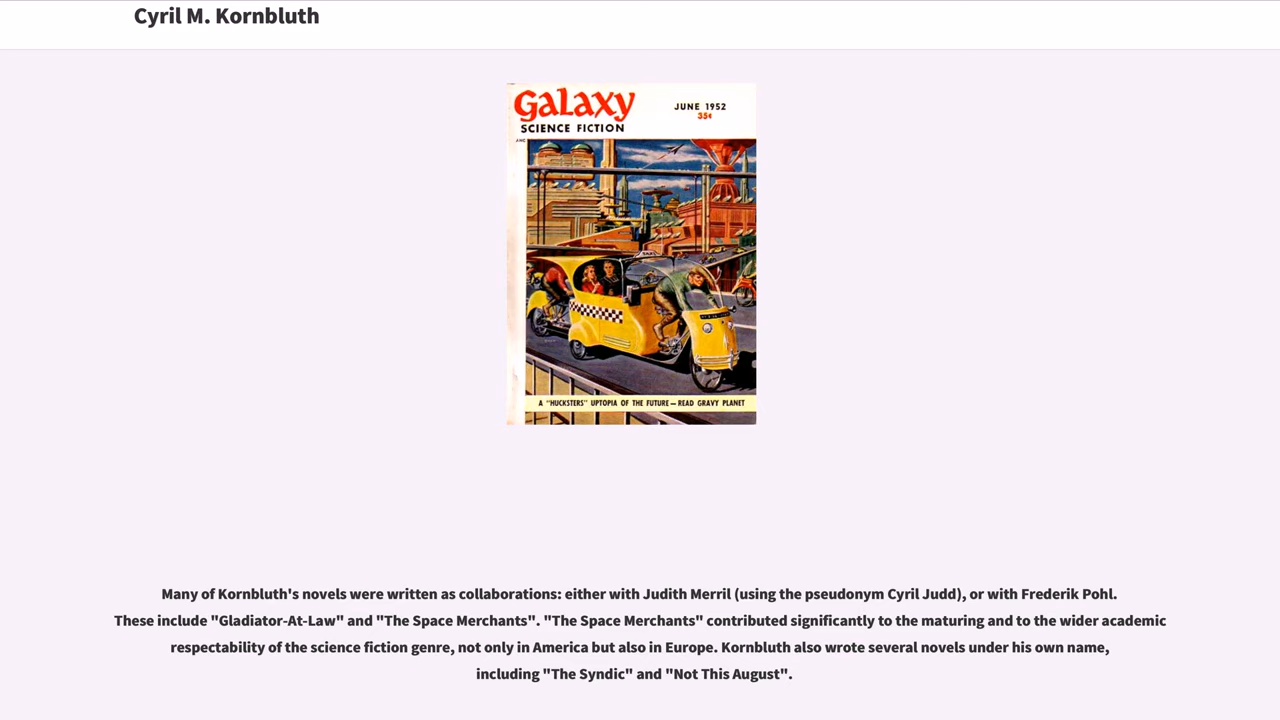 Cyril M. Kornbluth
Galaxy
SCIENCE FICTION
JUNE 1952
35¢
A "HUCKSTERS" UPTOPIA OF THE FUTURE — READ GRAVY PLANET
Many of Kornbluth's novels were written as collaborations: either with Judith Merril (using the pseudonym Cyril Judd), or with Frederik Pohl.
These include "Gladiator-At-Law" and "The Space Merchants". "The Space Merchants" contributed significantly to the maturing and to the wider academic
respectability of the science fiction genre, not only in America but also in Europe. Kornbluth also wrote several novels under his own name,
including "The Syndic" and "Not This August".